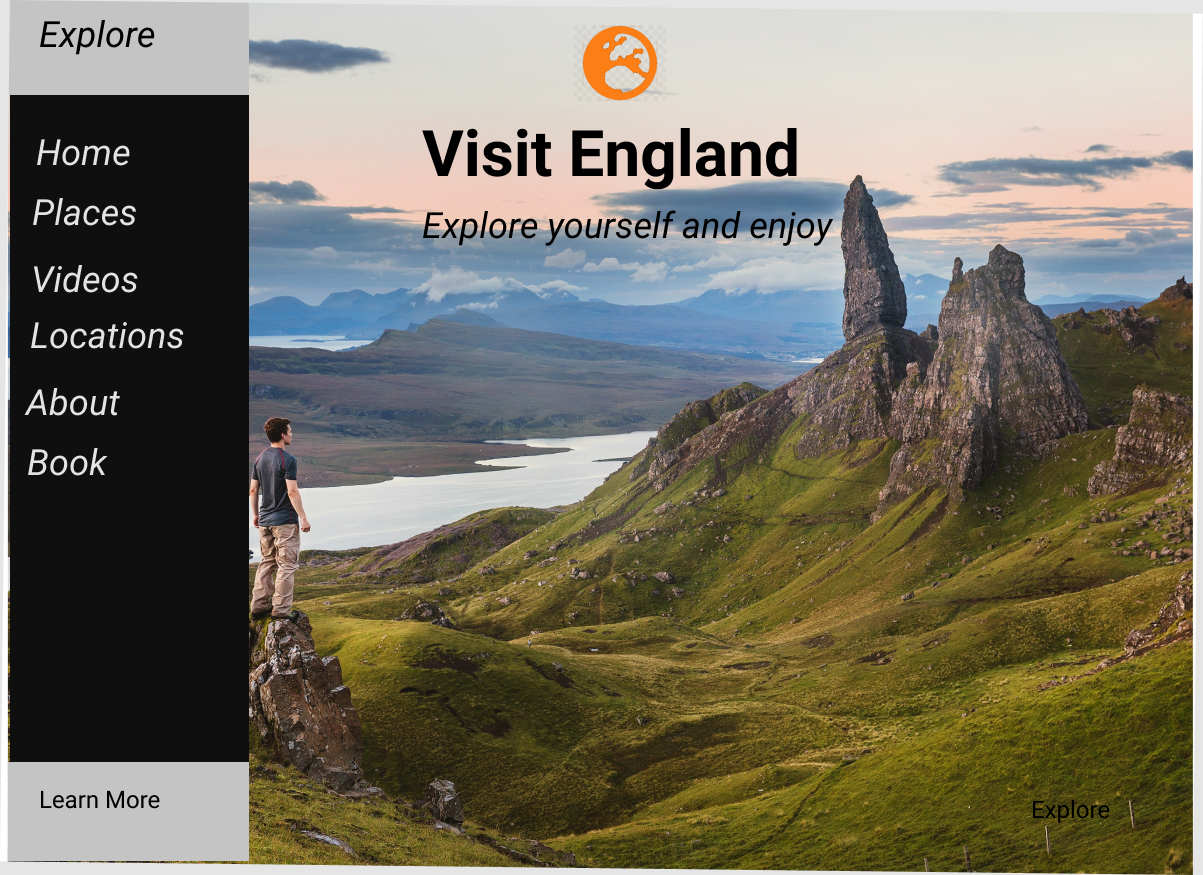 Explore
Home
Places
Videos
Locations
About
Book
Learn More
Visit England
Explore yourself and enjoy
Explore